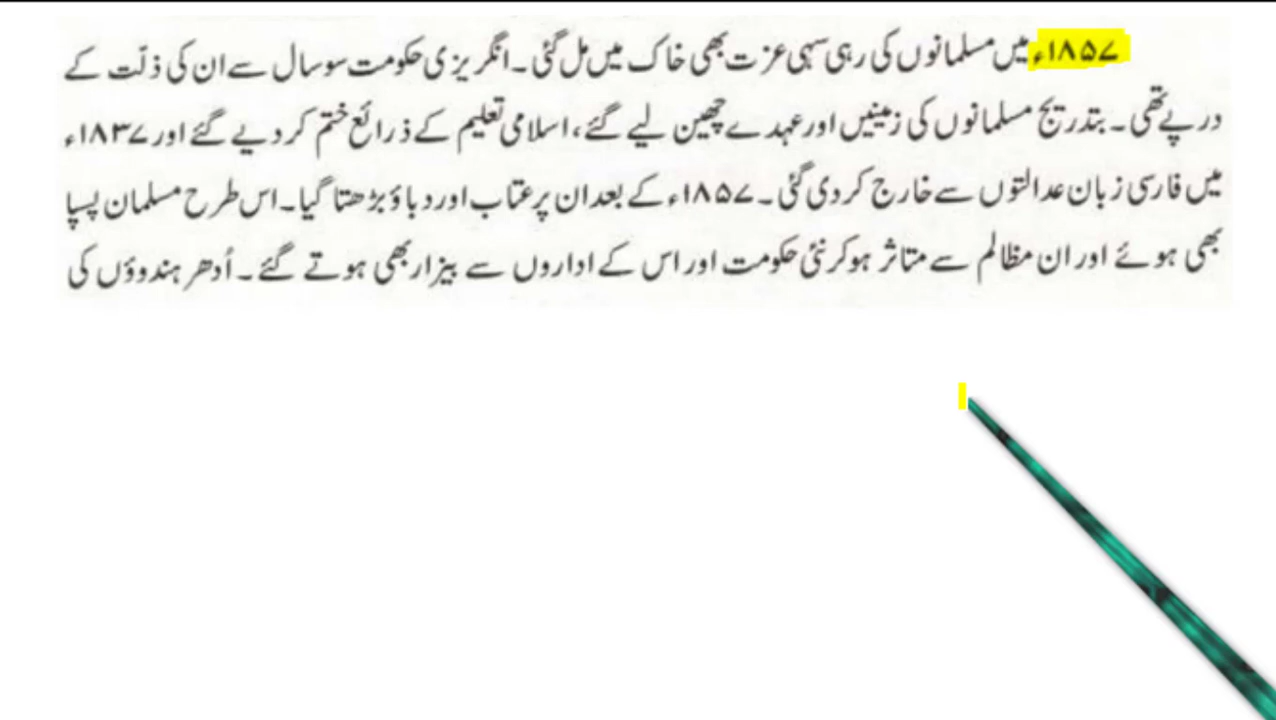 ۱۸۵۷ء میں مسلمانوں کی رہی سہی عزت بھی خاک میں مل گئی۔ انگریزی حکومت سو سال سے ان کی ذلّت کے
درپے تھی۔ بتدریج مسلمانوں کی زمینیں اور عہدے چھین لیے گئے، اسلامی تعلیم کے ذرائع ختم کر دیے گئے اور ۱۸۳۷ء
میں فارسی زبان عدالتوں سے خارج کر دی گئی۔ ۱۸۵۷ء کے بعد ان پر عتاب اور دباؤ بڑھتا گیا۔ اس طرح مسلمان پسپا
بھی ہوئے اور ان مظالم سے متاثر ہو کر نئی حکومت اور اس کے اداروں سے بیزار بھی ہوتے گئے۔ اُدھر ہندوؤں کی